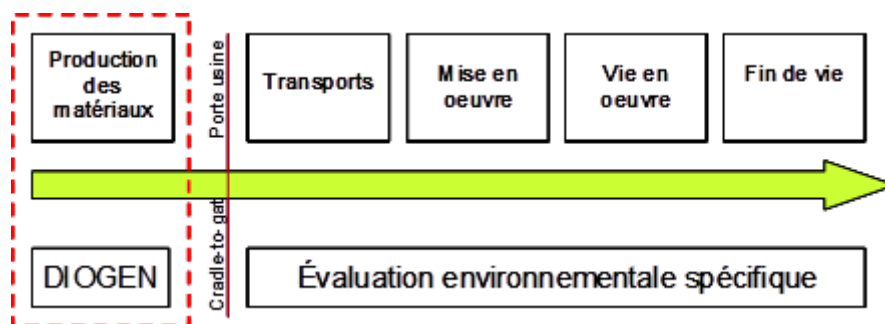 Production
des
matériaux
Porte usine
Transports
Mise en
oeuvre
Vie en
oeuvre
Fin de vie
DIOGEN
Cradle-to-gat
Évaluation environnementale spécifique